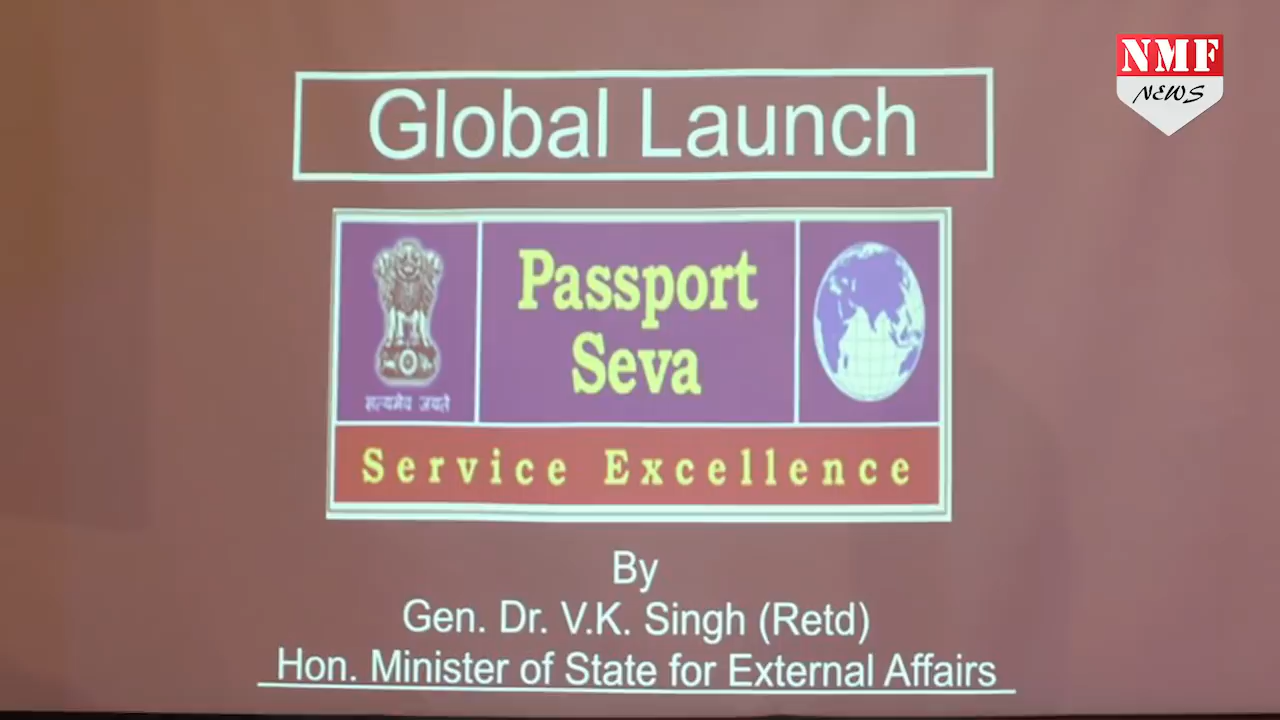 Global Launch
NMF
NEWS
Passport
Seva
सत्यमेव जयते
Service Excellence
By
Gen. Dr. V.K. Singh (Retd)
Hon. Minister of State for External Affairs